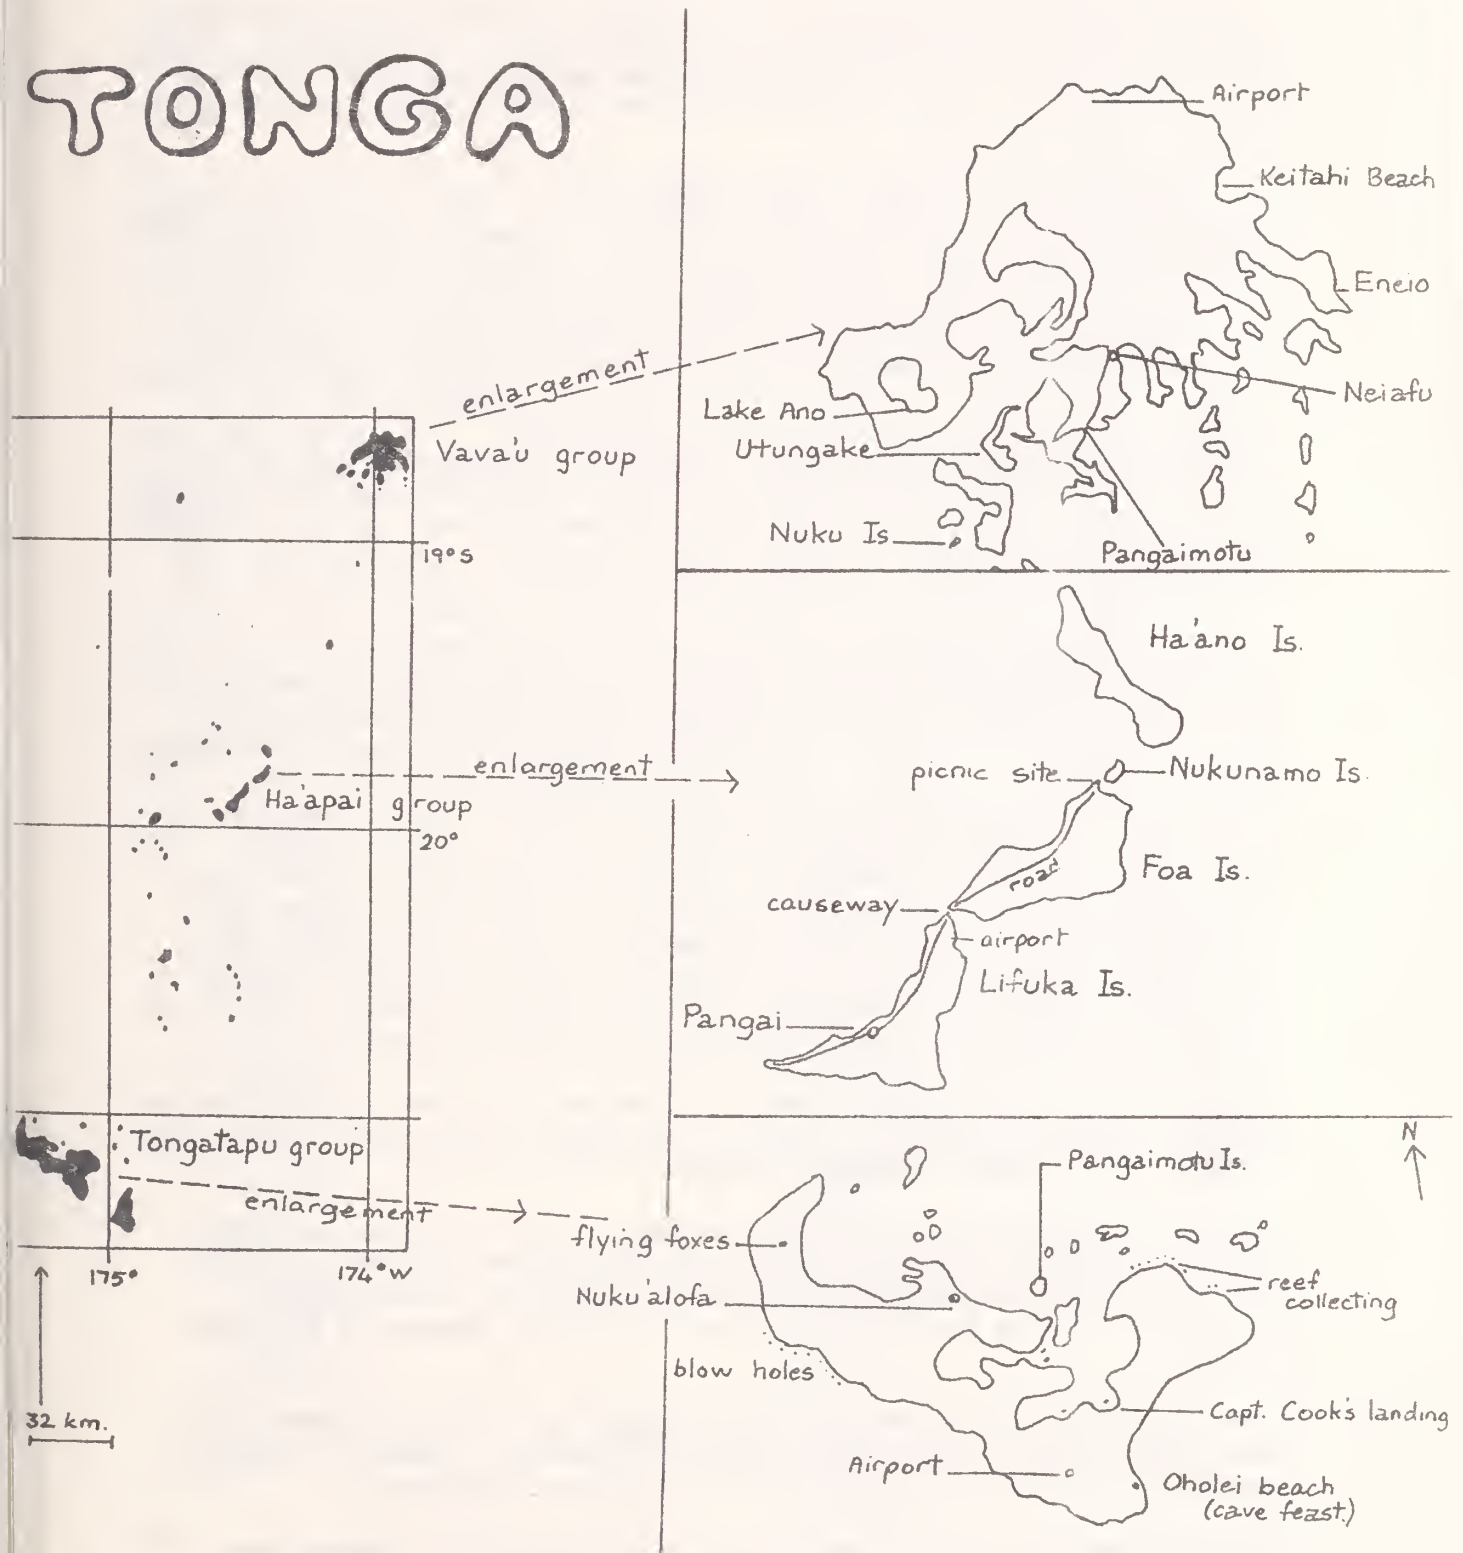 TONGA
enlargement
Vava'u group
19° S
enlargement
Ha'apai group
20°
Tongatapu group
enlargement
175°
174° W
32 km.
Airport
Keitahi Beach
Eneio
Neiafu
Lake Ano
Utungake
Nuku Is
Pangaimotu
Ha'ano Is.
picnic site
Nukunamo Is.
road
Foa Is.
causeway
airport
Lifuka Is.
Pangai
N
Pangaimotu Is.
flying foxes
Nuku'alofa
reef
collecting
blow holes
Capt. Cook's landing
Airport
Oholei beach
(cave feast.)